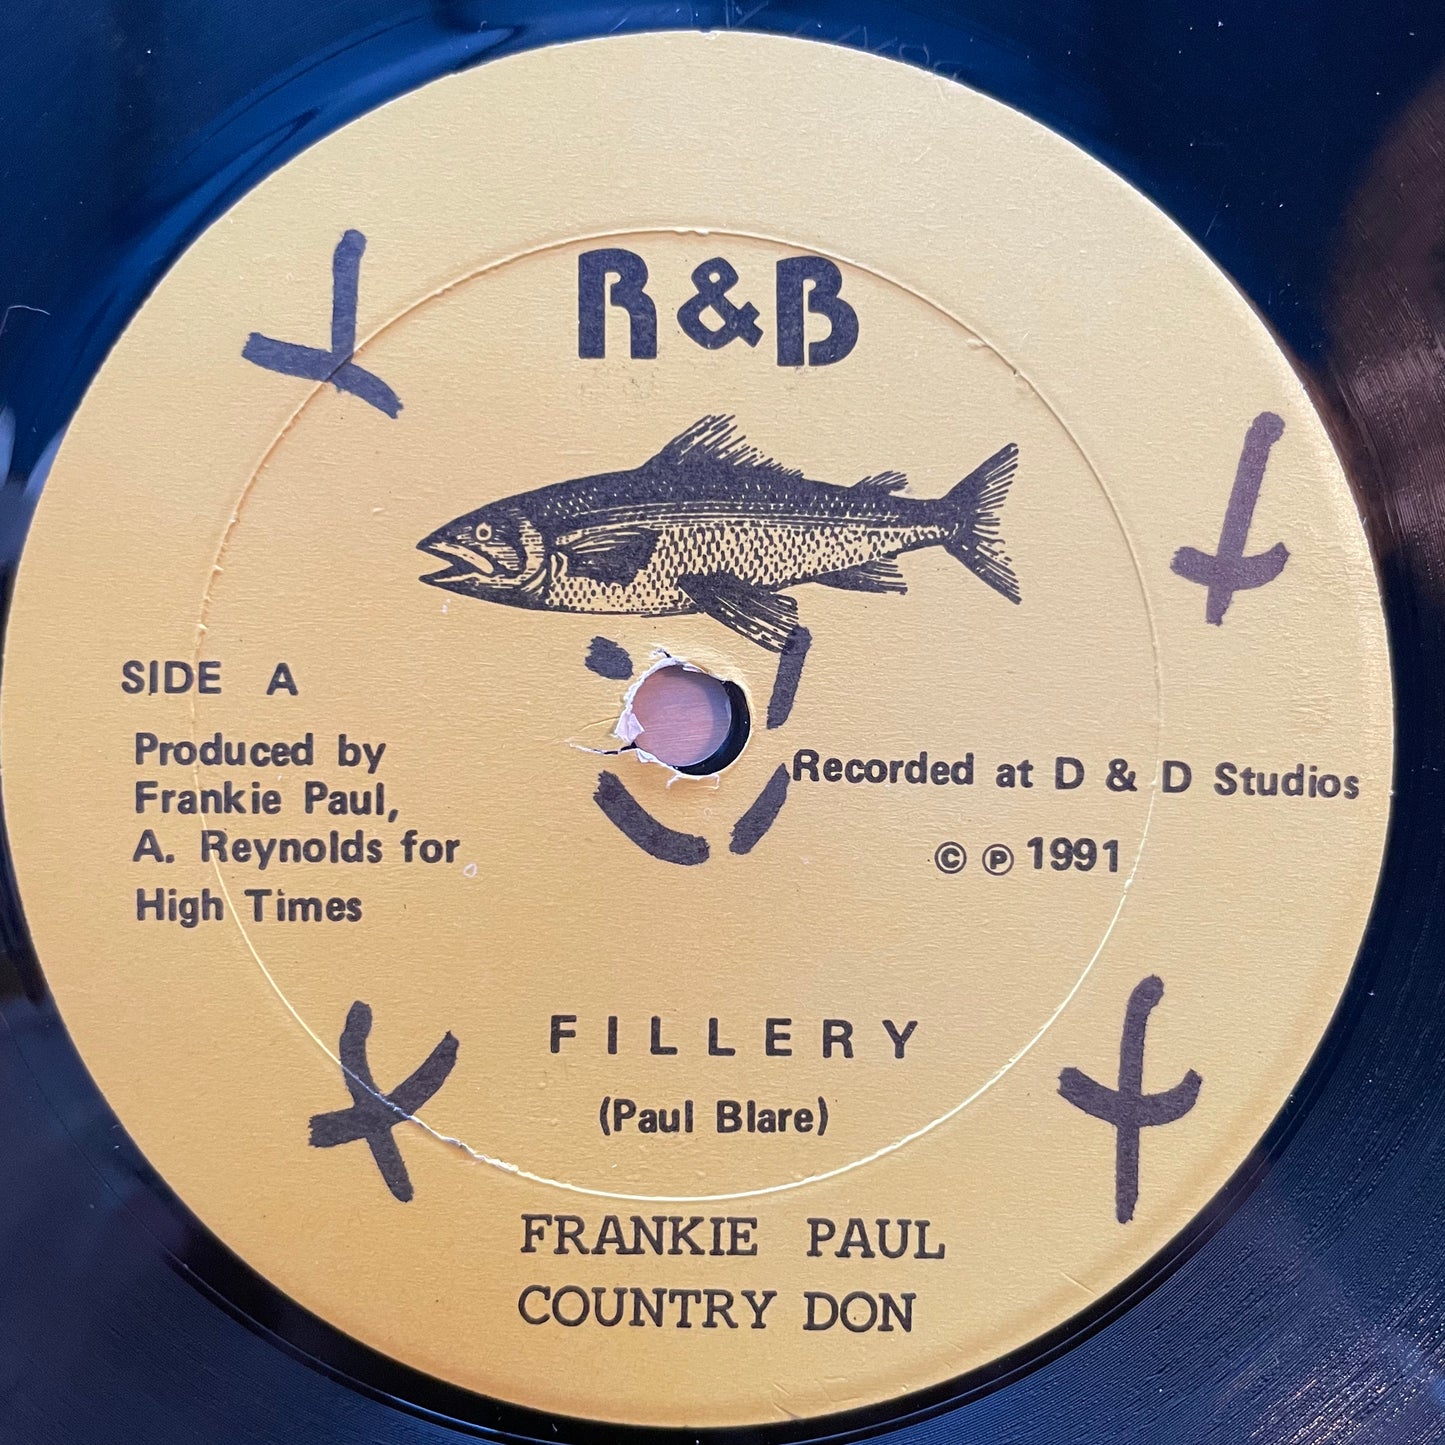 R&B
SIDE A
Produced by
Frankie Paul,
A. Reynolds for
High Times
Recorded at D & D Studios
© ℗ 1991
FILLERY
(Paul Blare)
FRANKIE PAUL
COUNTRY DON